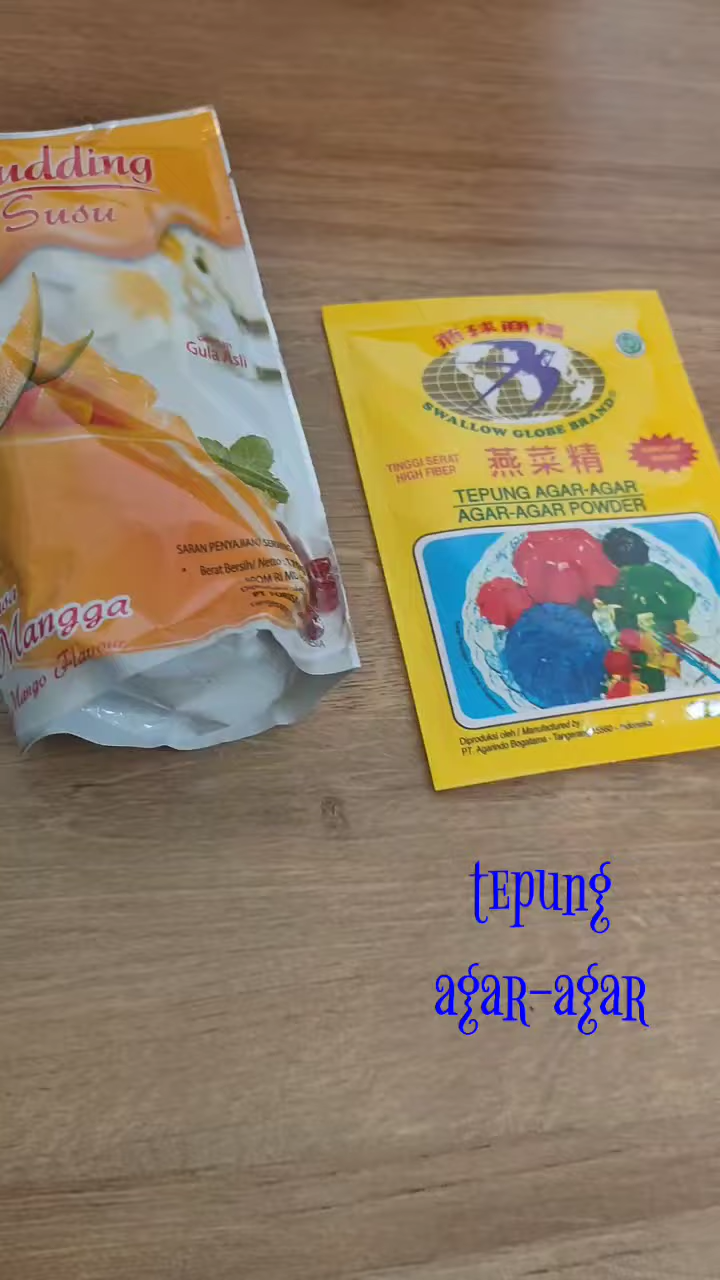 udding
Susu
Gula Asli
SARAN PENYAJIAN/
Berat Bersih/ Netto
Mangga
Mango Flavour
燕球商標
SWALLOW GLOBE BRAND
TINGGI SERAT
HIGH FIBER
燕菜精
TEPUNG AGAR-AGAR
AGAR-AGAR POWDER
Diproduksi oleh / Manufactured by :
PT. Agarindo Bogatama - Tangerang 15560 - Indonesia
tepung
agar-agar